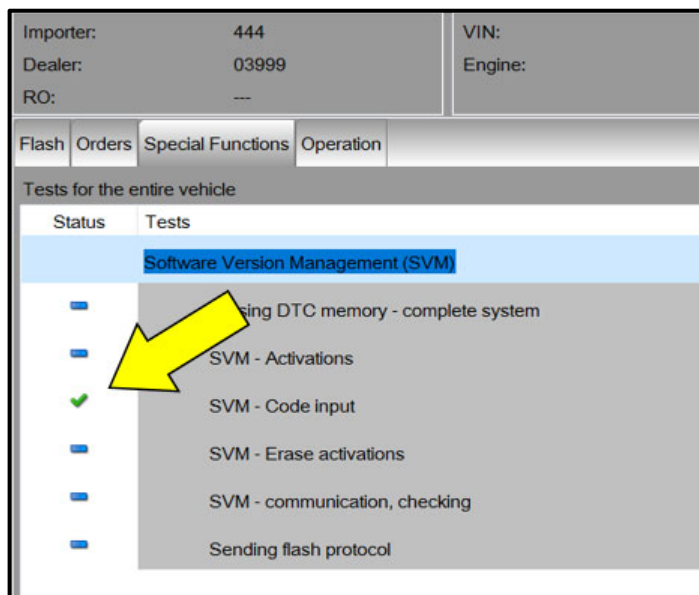 Importer: 444 VIN:
Dealer: 03999 Engine:
RO: ---
Flash Orders Special Functions Operation
Tests for the entire vehicle
Status Tests
Software Version Management (SVM)
DTC memory - complete system
SVM - Activations
SVM - Code input
SVM - Erase activations
SVM - communication, checking
Sending flash protocol